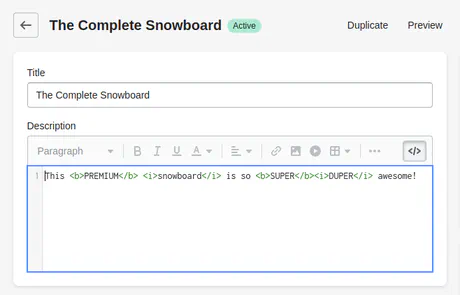 The Complete Snowboard Active Duplicate Preview
Title
The Complete Snowboard
Description
Paragraph B I U A </>
1 This <b>PREMIUM</b> <i>snowboard</i> is so <b>SUPER</b><i>DUPER</i> awesome!